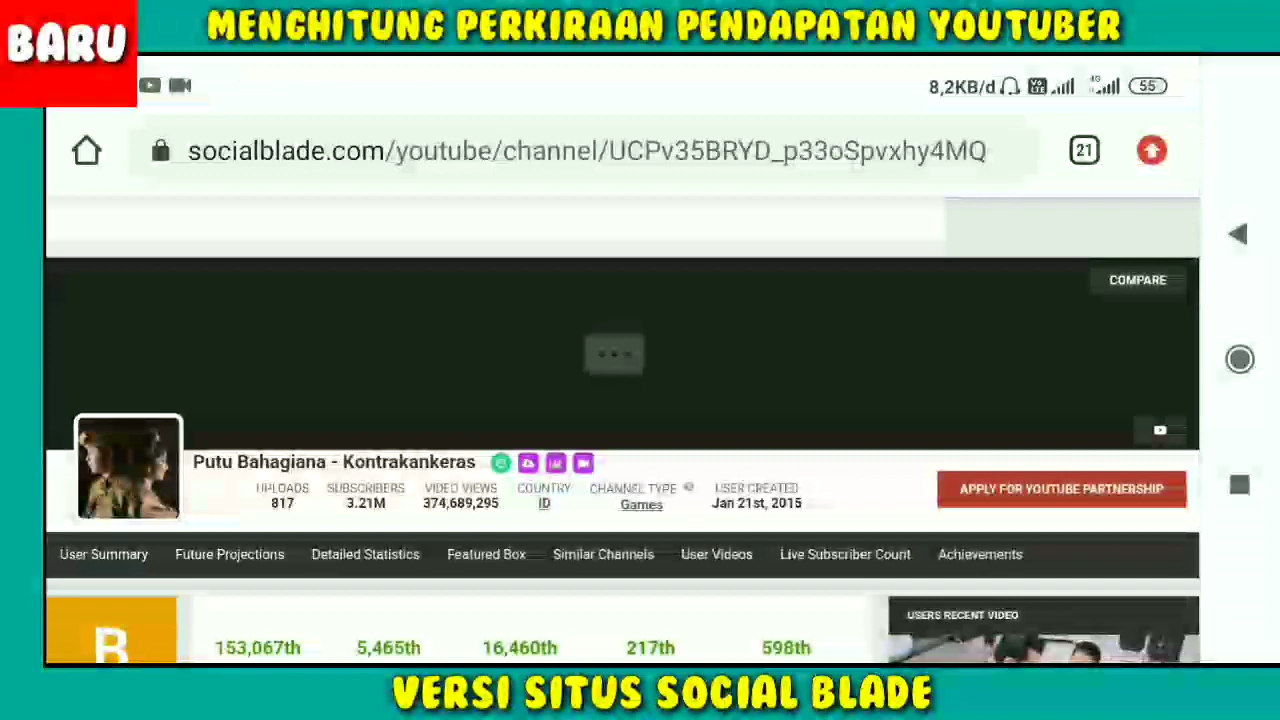 BARU
MENGHITUNG PERKIRAAN PENDAPATAN YOUTUBER
8,2KB/d 4G 55
socialblade.com/youtube/channel/UCPv35BRYD_p33oSpvxhy4MQ 21
COMPARE
Putu Bahagiana - Kontrakankeras
UPLOADS SUBSCRIBERS VIDEO VIEWS COUNTRY CHANNEL TYPE USER CREATED
817 3.21M 374,689,295 ID Games Jan 21st, 2015
APPLY FOR YOUTUBE PARTNERSHIP
User Summary Future Projections Detailed Statistics Featured Box Similar Channels User Videos Live Subscriber Count Achievements
USERS RECENT VIDEO
B 153,067th 5,465th 16,460th 217th 598th
VERSI SITUS SOCIAL BLADE